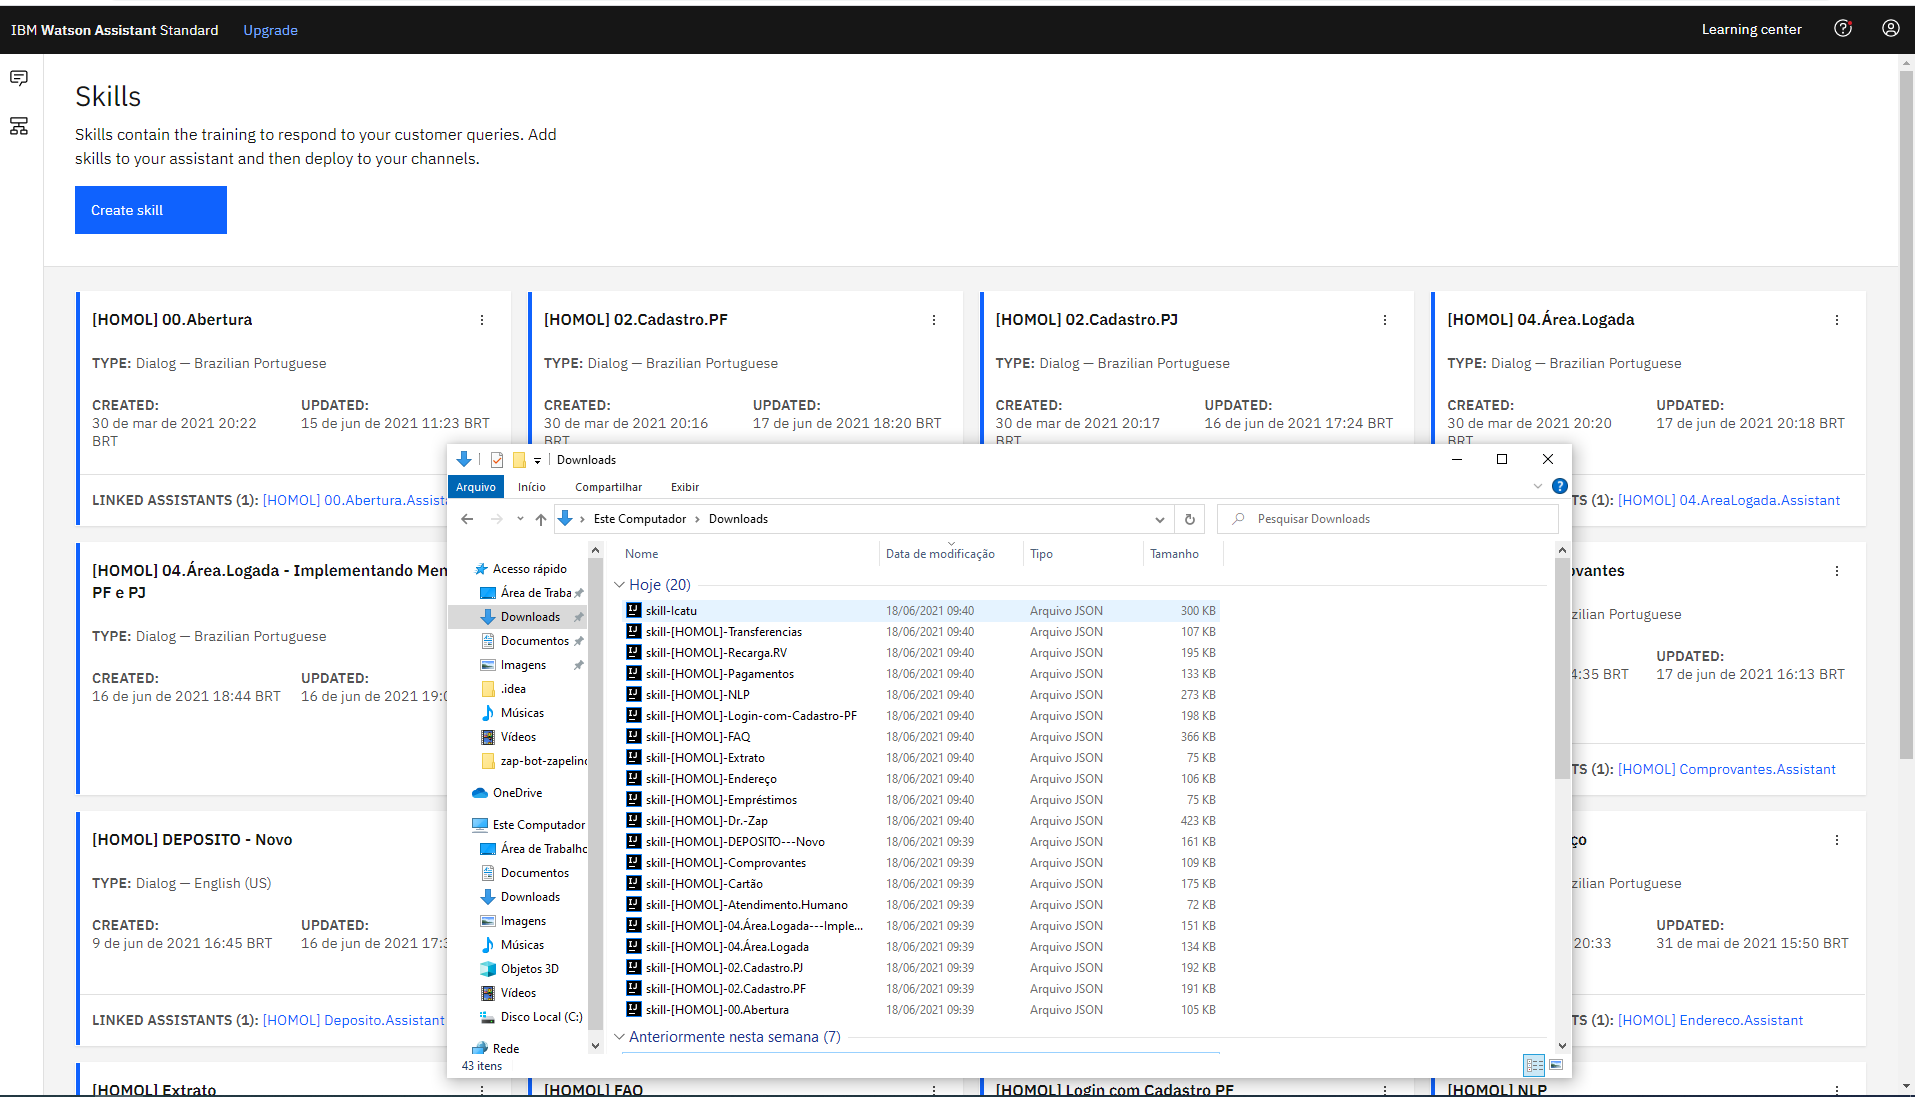 IBM Watson Assistant Standard
Upgrade
Learning center
Skills
Skills contain the training to respond to your customer queries. Add
skills to your assistant and then deploy to your channels.
Create skill
[HOMOL] 00.Abertura
TYPE: Dialog — Brazilian Portuguese
CREATED:
30 de mar de 2021 20:22
BRT
UPDATED:
15 de jun de 2021 11:23 BRT
LINKED ASSISTANTS (1): [HOMOL] 00.Abertura.Assista
[HOMOL] 02.Cadastro.PF
TYPE: Dialog — Brazilian Portuguese
CREATED:
30 de mar de 2021 20:16
BRT
UPDATED:
17 de jun de 2021 18:20 BRT
[HOMOL] 02.Cadastro.PJ
TYPE: Dialog — Brazilian Portuguese
CREATED:
30 de mar de 2021 20:17
BRT
UPDATED:
16 de jun de 2021 17:24 BRT
[HOMOL] 04.Área.Logada
TYPE: Dialog — Brazilian Portuguese
CREATED:
30 de mar de 2021 20:20
BRT
UPDATED:
17 de jun de 2021 20:18 BRT
TS (1): [HOMOL] 04.AreaLogada.Assistant
[HOMOL] 04.Área.Logada - Implementando Men
PF e PJ
TYPE: Dialog — Brazilian Portuguese
CREATED:
16 de jun de 2021 18:44 BRT
UPDATED:
16 de jun de 2021 19:0
ovantes
zilian Portuguese
4:35 BRT
UPDATED:
17 de jun de 2021 16:13 BRT
TS (1): [HOMOL] Comprovantes.Assistant
[HOMOL] DEPOSITO - Novo
TYPE: Dialog — English (US)
CREATED:
9 de jun de 2021 16:45 BRT
UPDATED:
16 de jun de 2021 17:3
LINKED ASSISTANTS (1): [HOMOL] Deposito.Assistant
ço
zilian Portuguese
20:33
UPDATED:
31 de mai de 2021 15:50 BRT
TS (1): [HOMOL] Endereco.Assistant
[HOMOL] Extrato
[HOMOL] FAQ
[HOMOL] Login com Cadastro PF
[HOMOL] NLP
Downloads
Arquivo
Início
Compartilhar
Exibir
Este Computador
Downloads
Pesquisar Downloads
Acesso rápido
Área de Traba
Downloads
Documentos
Imagens
.idea
Músicas
Vídeos
zap-bot-zapelino
OneDrive
Este Computador
Área de Trabalho
Documentos
Downloads
Imagens
Músicas
Objetos 3D
Vídeos
Disco Local (C:)
Rede
Nome Data de modificação Tipo Tamanho
Hoje (20)
skill-Icatu 18/06/2021 09:40 Arquivo JSON 300 KB
skill-[HOMOL]-Transferencias 18/06/2021 09:40 Arquivo JSON 107 KB
skill-[HOMOL]-Recarga.RV 18/06/2021 09:40 Arquivo JSON 195 KB
skill-[HOMOL]-Pagamentos 18/06/2021 09:40 Arquivo JSON 133 KB
skill-[HOMOL]-NLP 18/06/2021 09:40 Arquivo JSON 273 KB
skill-[HOMOL]-Login-com-Cadastro-PF 18/06/2021 09:40 Arquivo JSON 198 KB
skill-[HOMOL]-FAQ 18/06/2021 09:40 Arquivo JSON 366 KB
skill-[HOMOL]-Extrato 18/06/2021 09:40 Arquivo JSON 75 KB
skill-[HOMOL]-Endereço 18/06/2021 09:40 Arquivo JSON 106 KB
skill-[HOMOL]-Empréstimos 18/06/2021 09:40 Arquivo JSON 75 KB
skill-[HOMOL]-Dr.-Zap 18/06/2021 09:40 Arquivo JSON 423 KB
skill-[HOMOL]-DEPOSITO---Novo 18/06/2021 09:39 Arquivo JSON 161 KB
skill-[HOMOL]-Comprovantes 18/06/2021 09:39 Arquivo JSON 109 KB
skill-[HOMOL]-Cartão 18/06/2021 09:39 Arquivo JSON 175 KB
skill-[HOMOL]-Atendimento.Humano 18/06/2021 09:39 Arquivo JSON 72 KB
skill-[HOMOL]-04.Área.Logada---Imple... 18/06/2021 09:39 Arquivo JSON 151 KB
skill-[HOMOL]-04.Área.Logada 18/06/2021 09:39 Arquivo JSON 134 KB
skill-[HOMOL]-02.Cadastro.PJ 18/06/2021 09:39 Arquivo JSON 192 KB
skill-[HOMOL]-02.Cadastro.PF 18/06/2021 09:39 Arquivo JSON 191 KB
skill-[HOMOL]-00.Abertura 18/06/2021 09:39 Arquivo JSON 105 KB
Anteriormente nesta semana (7)
43 itens